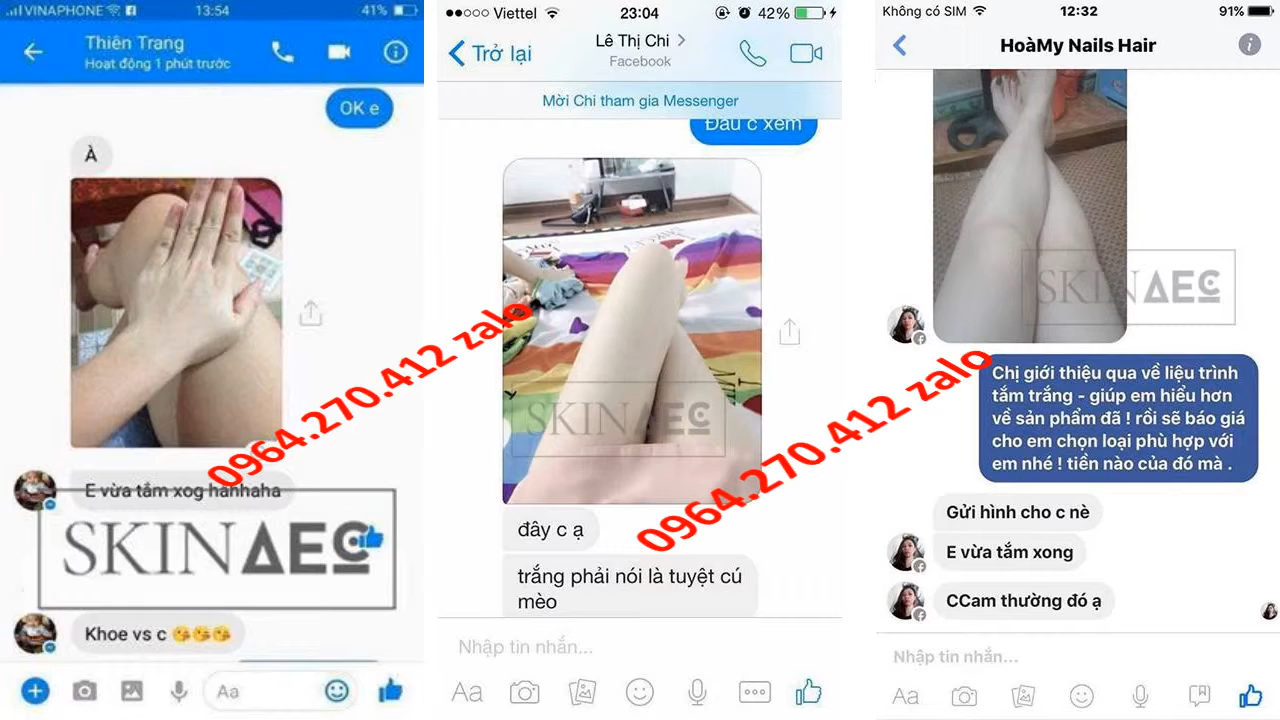 VINAPHONE
13:54
41%
Thiên Trang
Hoạt động 1 phút trước
OK e
À
E vừa tắm xog hahhaha
SKINAEC
Khoe vs c 😘😘😘
Aa
Viettel
23:04
42%
Trở lại
Lê Thị Chi
Facebook
Mời Chi tham gia Messenger
Đâu c xem
SKINAEC
đây c ạ
trắng phải nói là tuyệt cú
mèo
Nhập tin nhắn...
Aa
Không có SIM
12:32
91%
HoàMy Nails Hair
SKINAEC
Chị giới thiệu qua về liệu trình
tắm trắng - giúp em hiểu hơn
về sản phẩm đã ! rồi sẽ báo giá
cho em chọn loại phù hợp với
em nhé ! tiền nào của đó mà .
Gửi hình cho c nè
E vừa tắm xong
CCam thường đó ạ
Nhập tin nhắn...
Aa
0964.270.412 zalo
0964.270.412 zalo